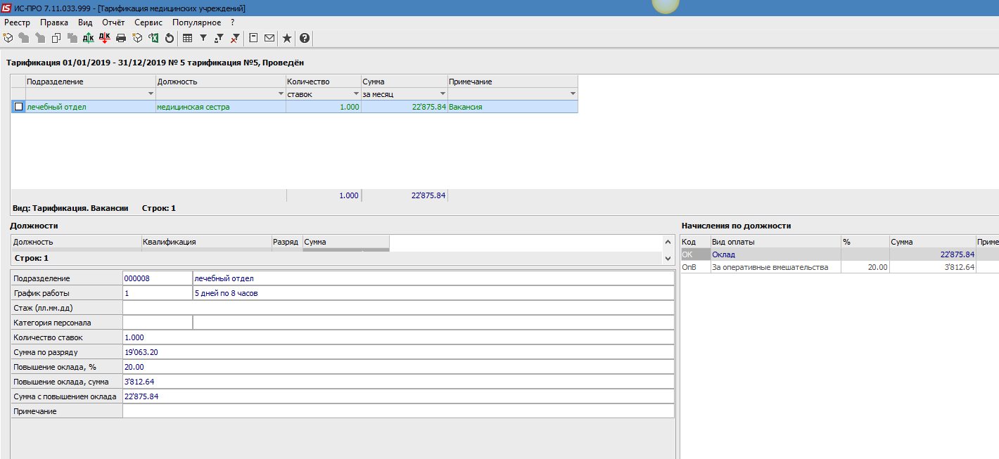 ИС-ПРО 7.11.033.999 - [Тарификация медицинских учреждений]
Реестр Правка Вид Отчёт Сервис Популярное ?
Тарификация 01/01/2019 - 31/12/2019 № 5 тарификация №5, Проведён
Подразделение Должность Количество Сумма Примечание
ставок за месяц
лечебный отдел медицинская сестра 1.000 22'875.84 Вакансия
1.000 22'875.84
Вид: Тарификация. Вакансии Строк: 1
Должности
Должность Квалификация Разряд Сумма
Строк: 1
Подразделение 000008 лечебный отдел
График работы 1 5 дней по 8 часов
Стаж (лл.мм.дд)
Категория персонала
Количество ставок 1.000
Сумма по разряду 19'063.20
Повышение оклада, % 20.00
Повышение оклада, сумма 3'812.64
Сумма с повышением оклада 22'875.84
Примечание
Начисления по должности
Код Вид оплаты % Сумма Приме
ОК Оклад 22'875.84
ОпВ За оперативные вмешательства 20.00 3'812.64